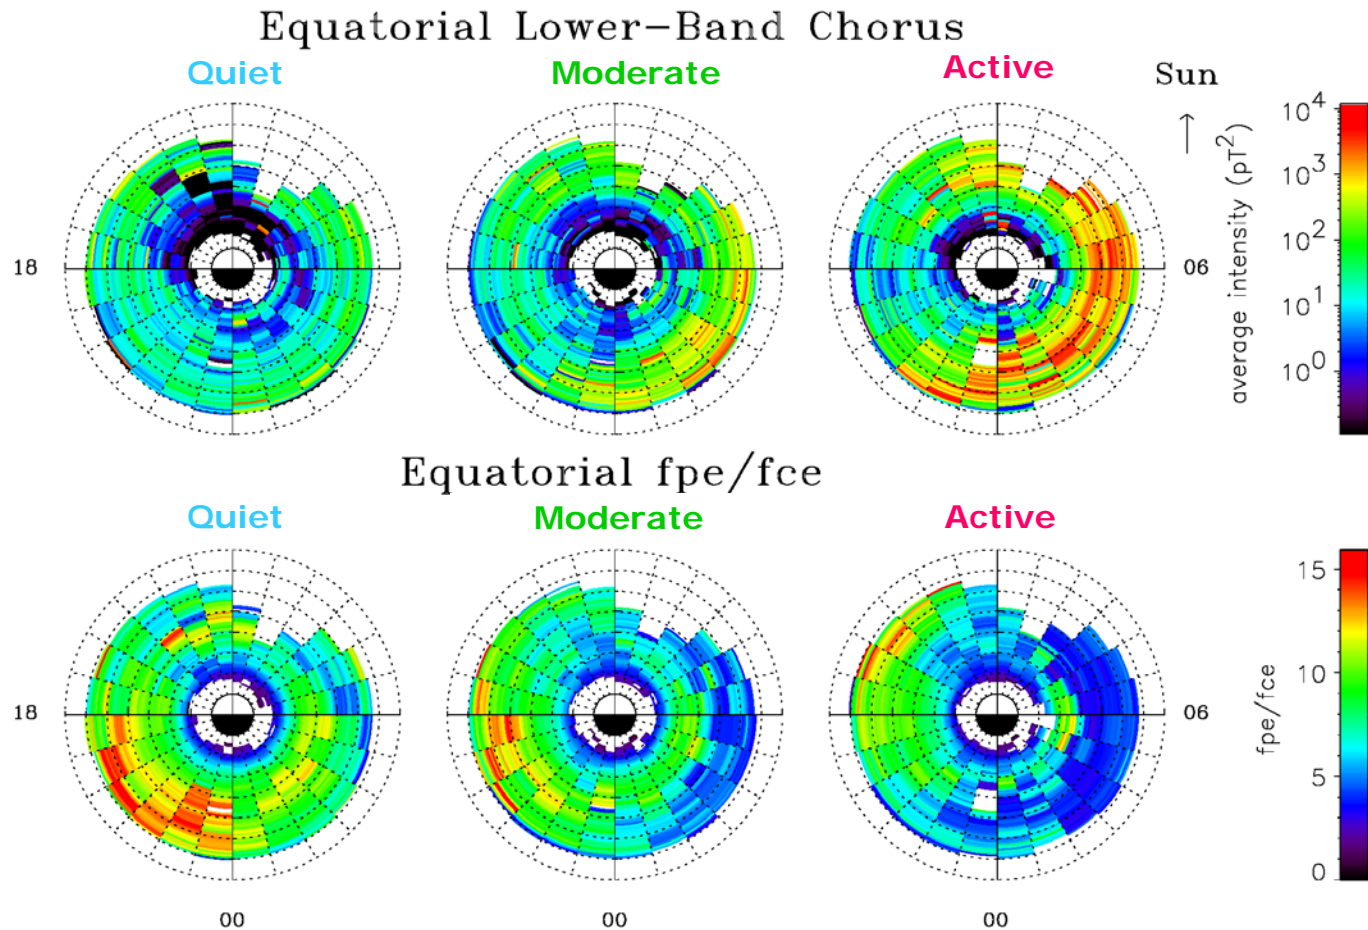 Equatorial Lower-Band Chorus
Quiet
Moderate
Active
Sun
18
06
average intensity (pT²)
10⁴
10³
10²
10¹
10⁰
Equatorial fpe/fce
Quiet
Moderate
Active
18
06
fpe/fce
15
10
5
0
00
00
00